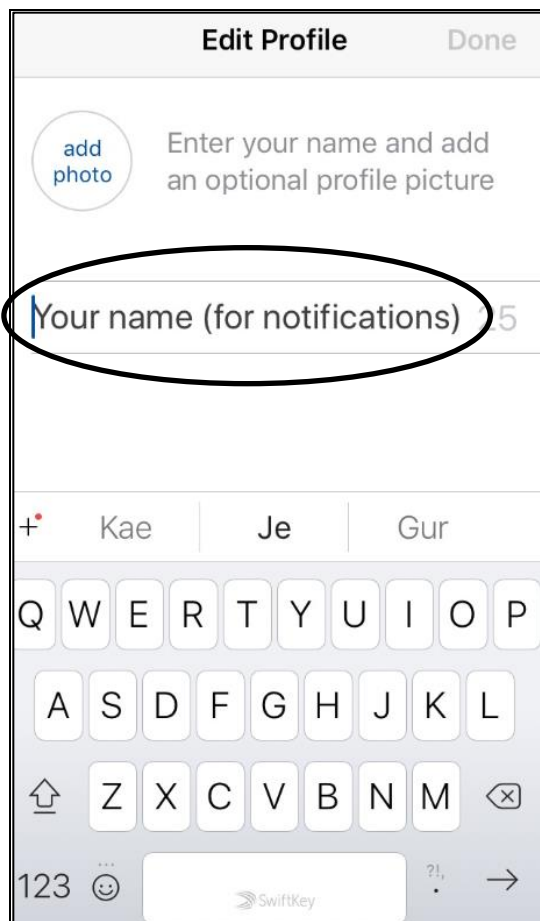 Edit Profile Done
add
photo
Enter your name and add
an optional profile picture
Your name (for notifications) 25
+ Kae Je Gur
Q W E R T Y U I O P
A S D F G H J K L
Z X C V B N M
123 ?!,
.
SwiftKey